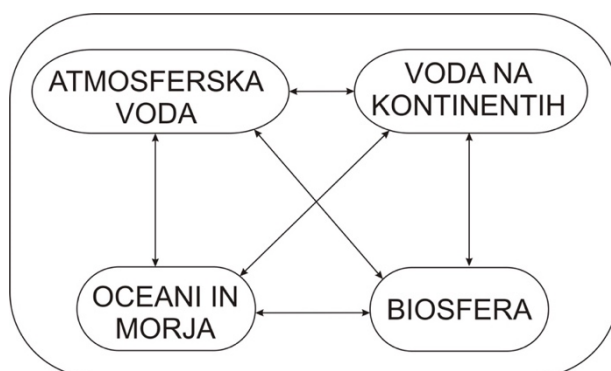 ATMOSFERSKA
VODA
VODA NA
KONTINENTIH
OCEANI IN
MORJA
BIOSFERA